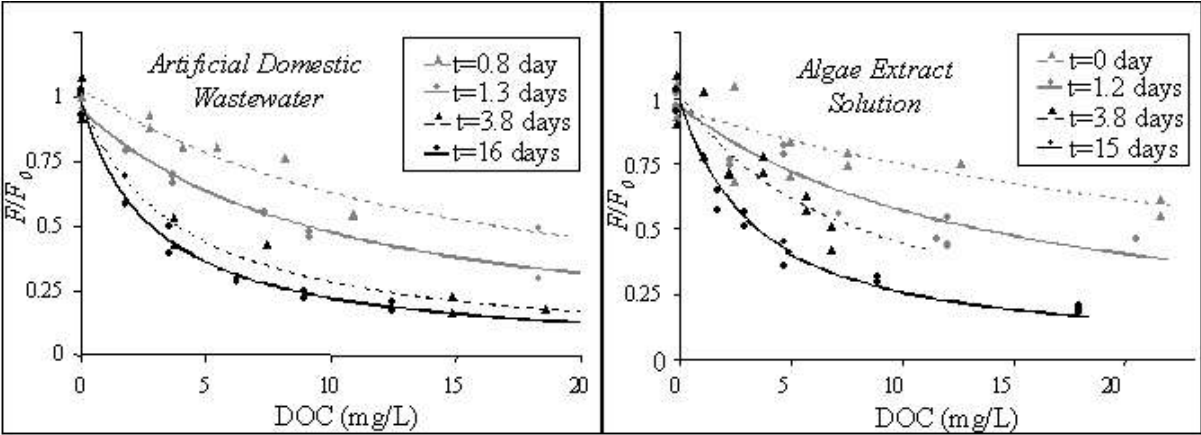 Artificial Domestic
Wastewater
t=0.8 day
t=1.3 days
t=3.8 days
t=16 days
F/F0
1
0.75
0.5
0.25
0
0 5 10 15 20
DOC (mg/L)
Algae Extract
Solution
t=0 day
t=1.2 days
t=3.8 days
t=15 days
F/F0
1
0.75
0.5
0.25
0
0 5 10 15 20
DOC (mg/L)